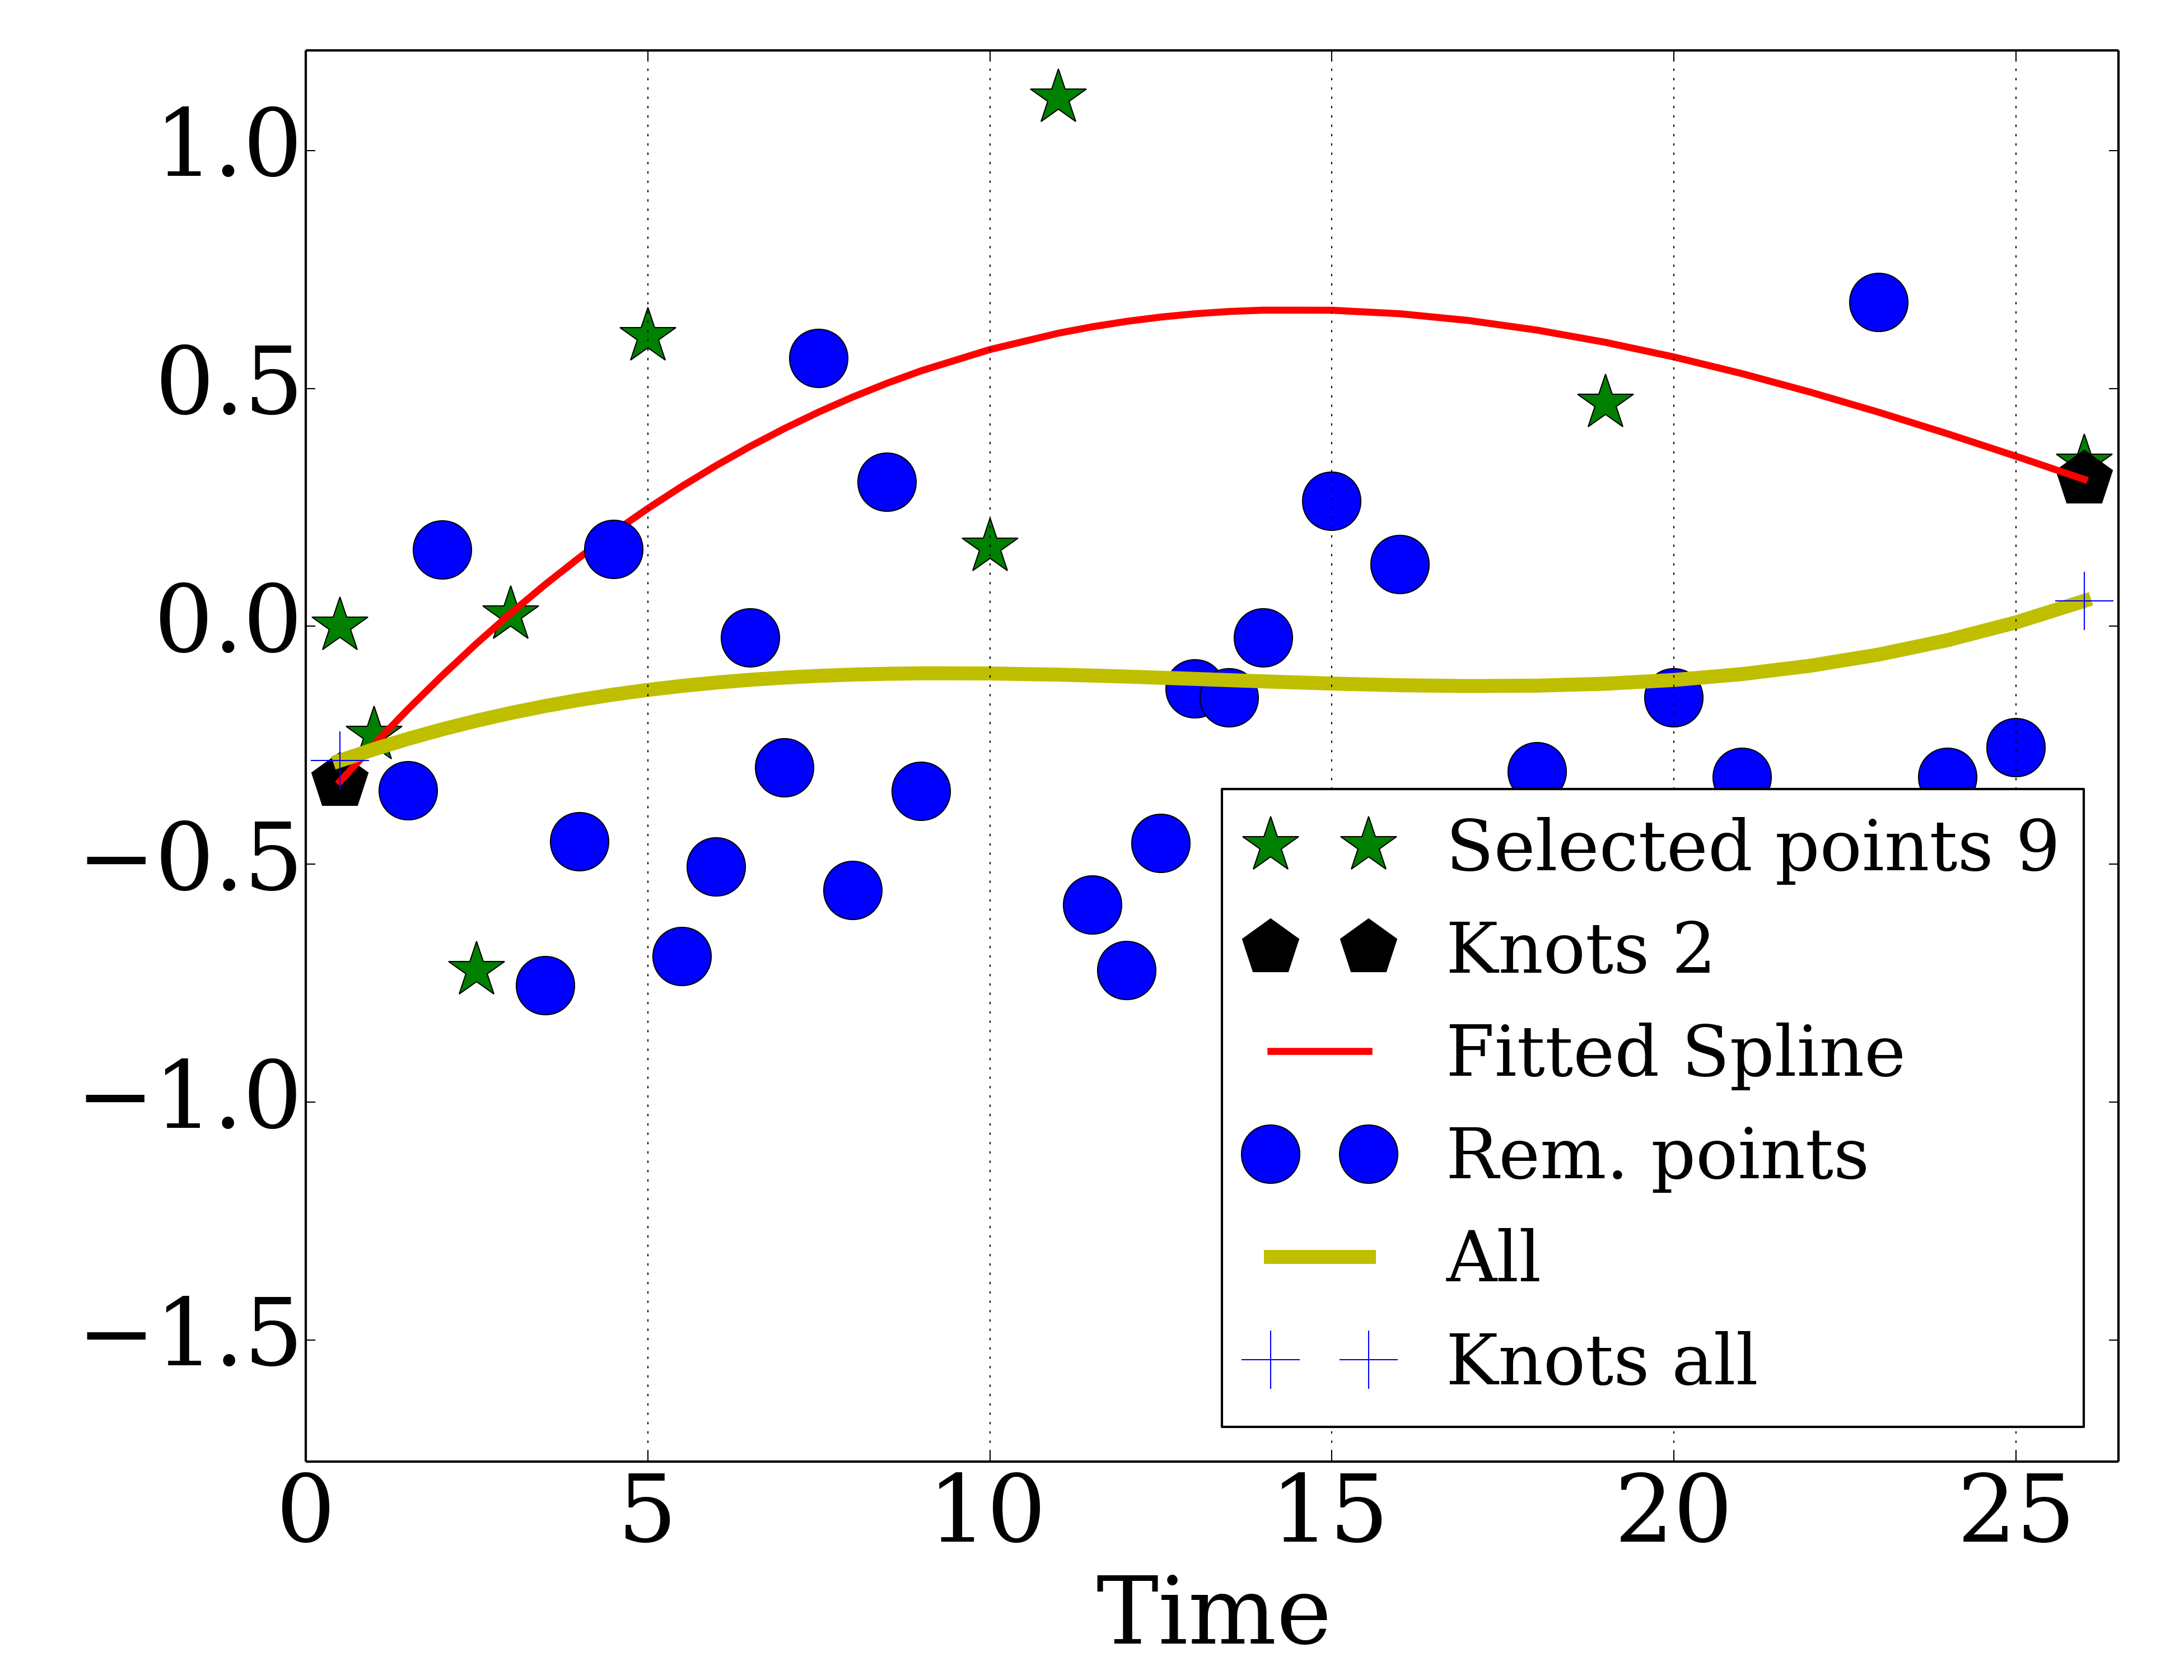 1.0
0.5
0.0
−0.5
−1.0
−1.5
Selected points 9
Knots 2
Fitted Spline
Rem. points
All
Knots all
0 5 10 15 20 25
Time